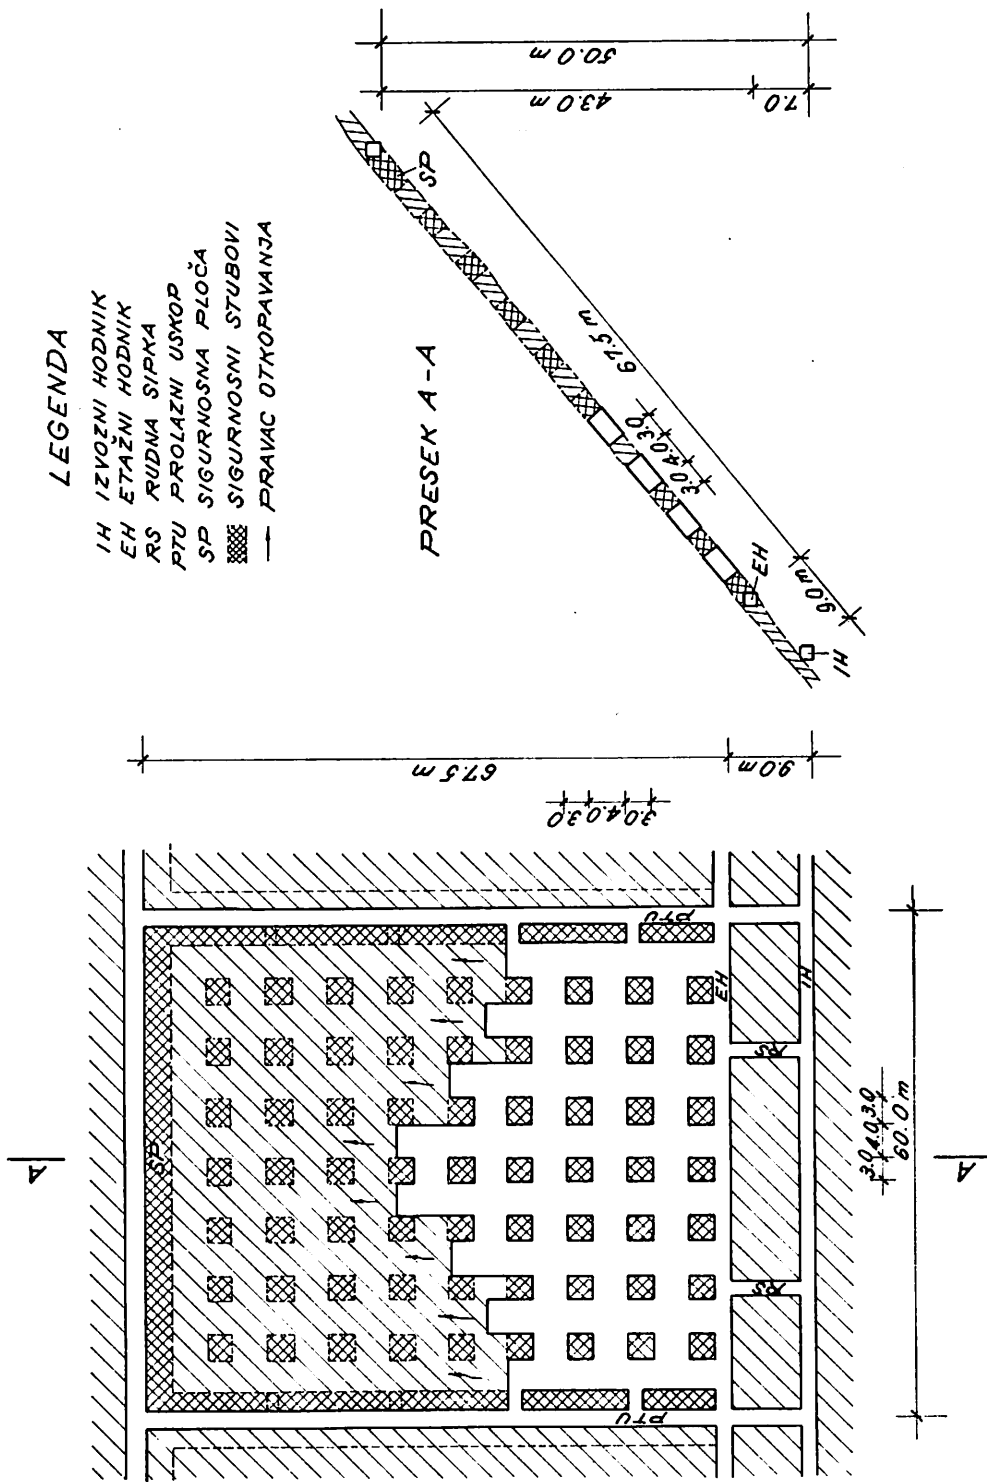 LEGENDA
IH IZVOZNI HODNIK
EH ETAŽNI HODNIK
RS RUDNA SIPKA
PTU PROLAZNI USKOP
SP SIGURNOSNA PLOČA
SIGURNOSNI STUBOVI
PRAVAC OTKOPAVANJA
PRESEK A-A
50.0 m
43.0 m
7.0
SP
67.5 m
3.0 4.0 3.0
9.0 m
EH
IH
67.5 m
9.0 m
3.0 4.0 3.0
SP
PTU
PTU
EH
IH
RS
RS
3.0 4.0 3.0
60.0 m
A
A